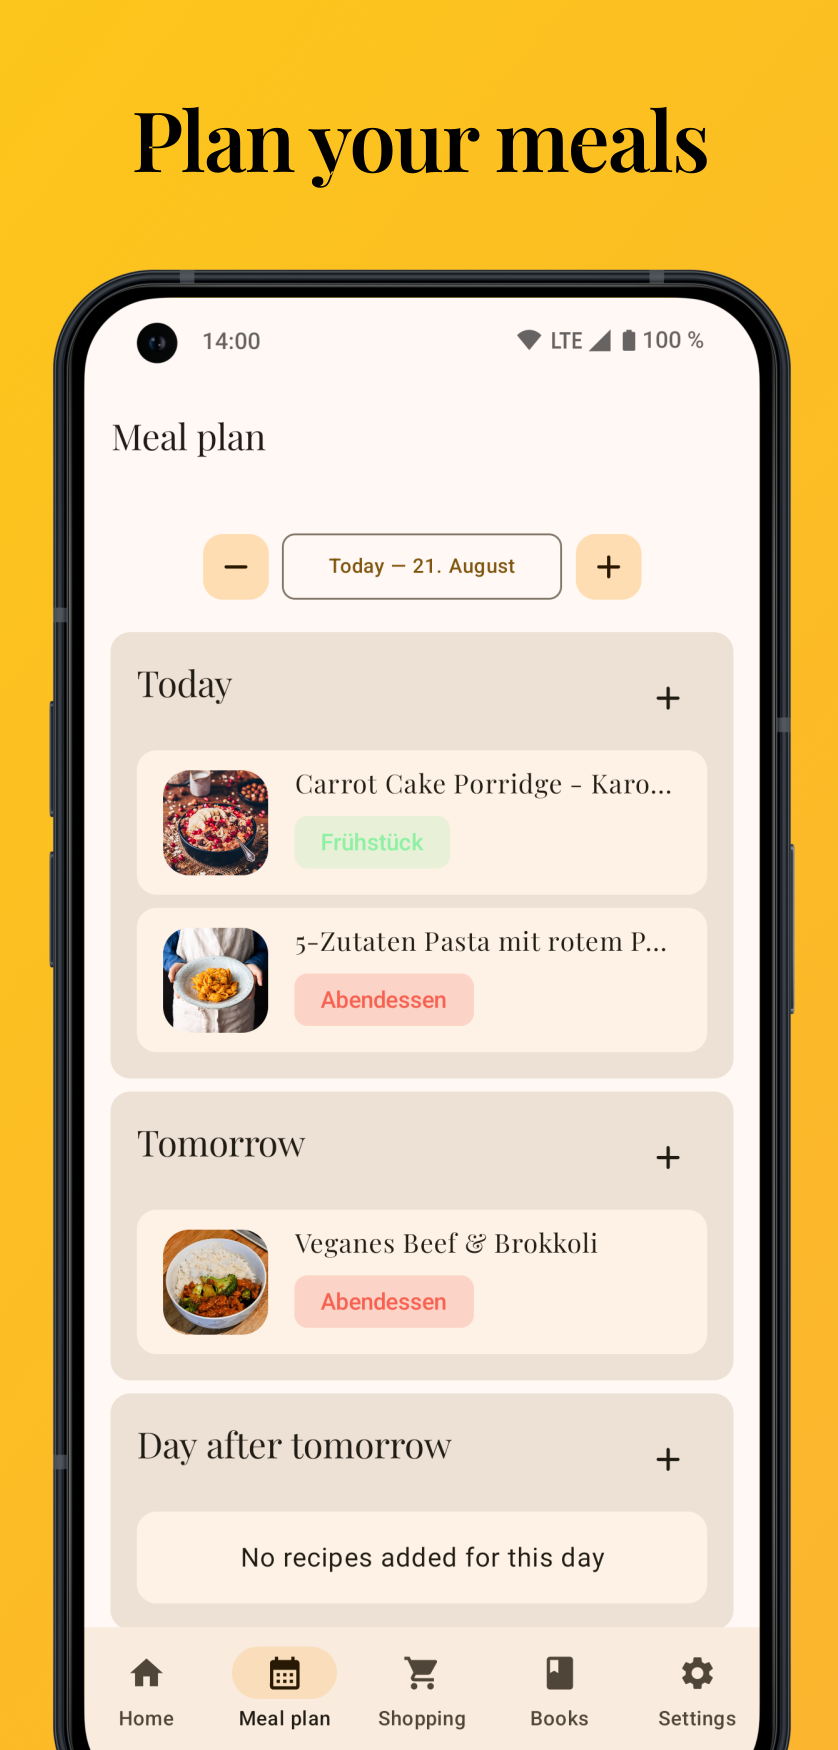 Plan your meals
14:00 LTE 100 %
Meal plan
Today — 21. August
Today
Carrot Cake Porridge - Karo...
Frühstück
5-Zutaten Pasta mit rotem P...
Abendessen
Tomorrow
Veganes Beef & Brokkoli
Abendessen
Day after tomorrow
No recipes added for this day
Home Meal plan Shopping Books Settings